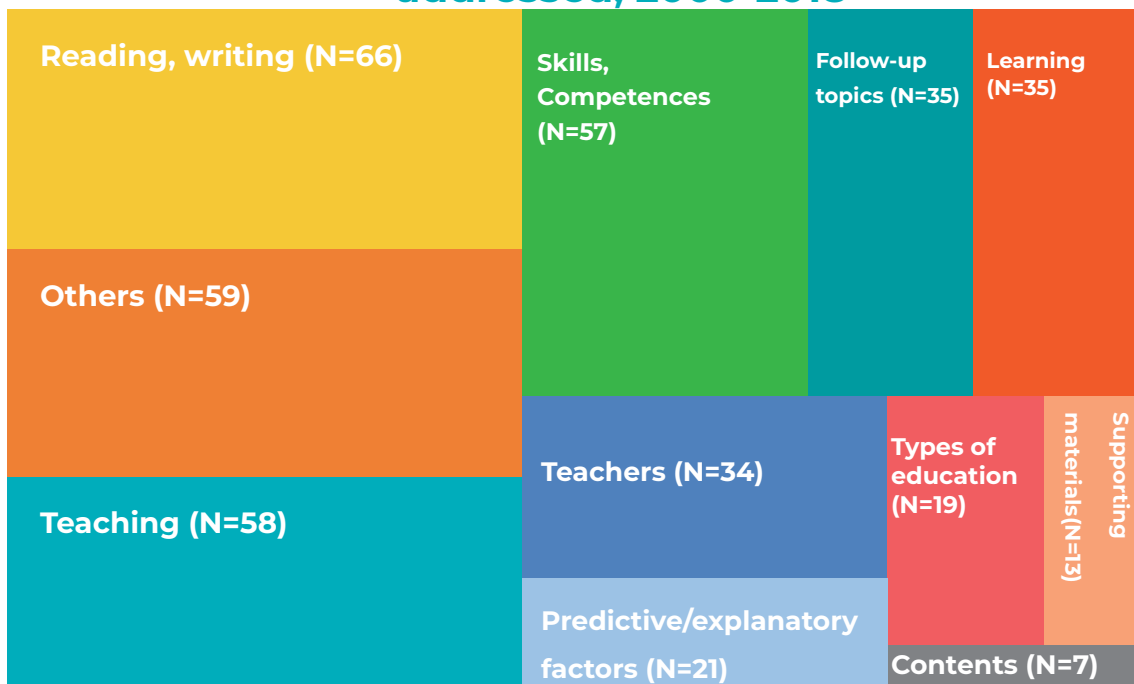 addressed,
Reading, writing (N=66)
Others (N=59)
Teaching (N=58)
Skills,
Competences
(N=57)
Follow-up
topics (N=35)
Learning
(N=35)
Teachers (N=34)
Predictive/explanatory
factors (N=21)
Types of
education
(N=19)
Supporting
materials(N=13)
Contents (N=7)